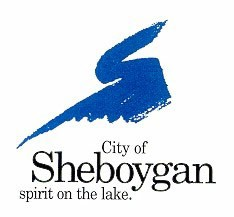 City of
Sheboygan
spirit on the lake.